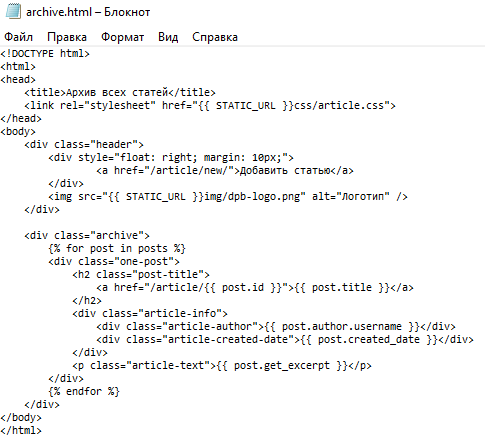 archive.html – Блокнот
Файл Правка Формат Вид Справка
<!DOCTYPE html>
<html>
<head>
    <title>Архив всех статей</title>
    <link rel="stylesheet" href="{{ STATIC_URL }}css/article.css">
</head>
<body>
    <div class="header">
        <div style="float: right; margin: 10px;">
                <a href="/article/new/">Добавить статью</a>
        </div>
        <img src="{{ STATIC_URL }}img/dpb-logo.png" alt="Логотип" />
    </div>

    <div class="archive">
        {% for post in posts %}
        <div class="one-post">
            <h2 class="post-title">
                <a href="/article/{{ post.id }}">{{ post.title }}</a>
            </h2>
            <div class="article-info">
                <div class="article-author">{{ post.author.username }}</div>
                <div class="article-created-date">{{ post.created_date }}</div>
            </div>
            <p class="article-text">{{ post.get_excerpt }}</p>
        </div>
        {% endfor %}
    </div>
</body>
</html>